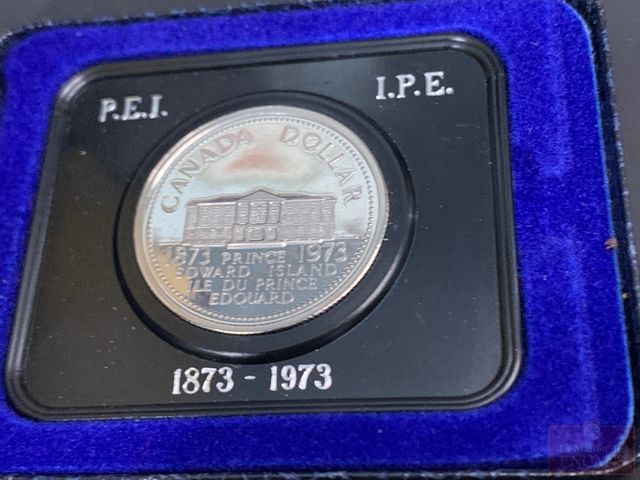 P.E.I.
I.P.E.
CANADA DOLLAR
1873 PRINCE 1973
EDWARD ISLAND
ILE DU PRINCE
EDOUARD
1873 - 1973